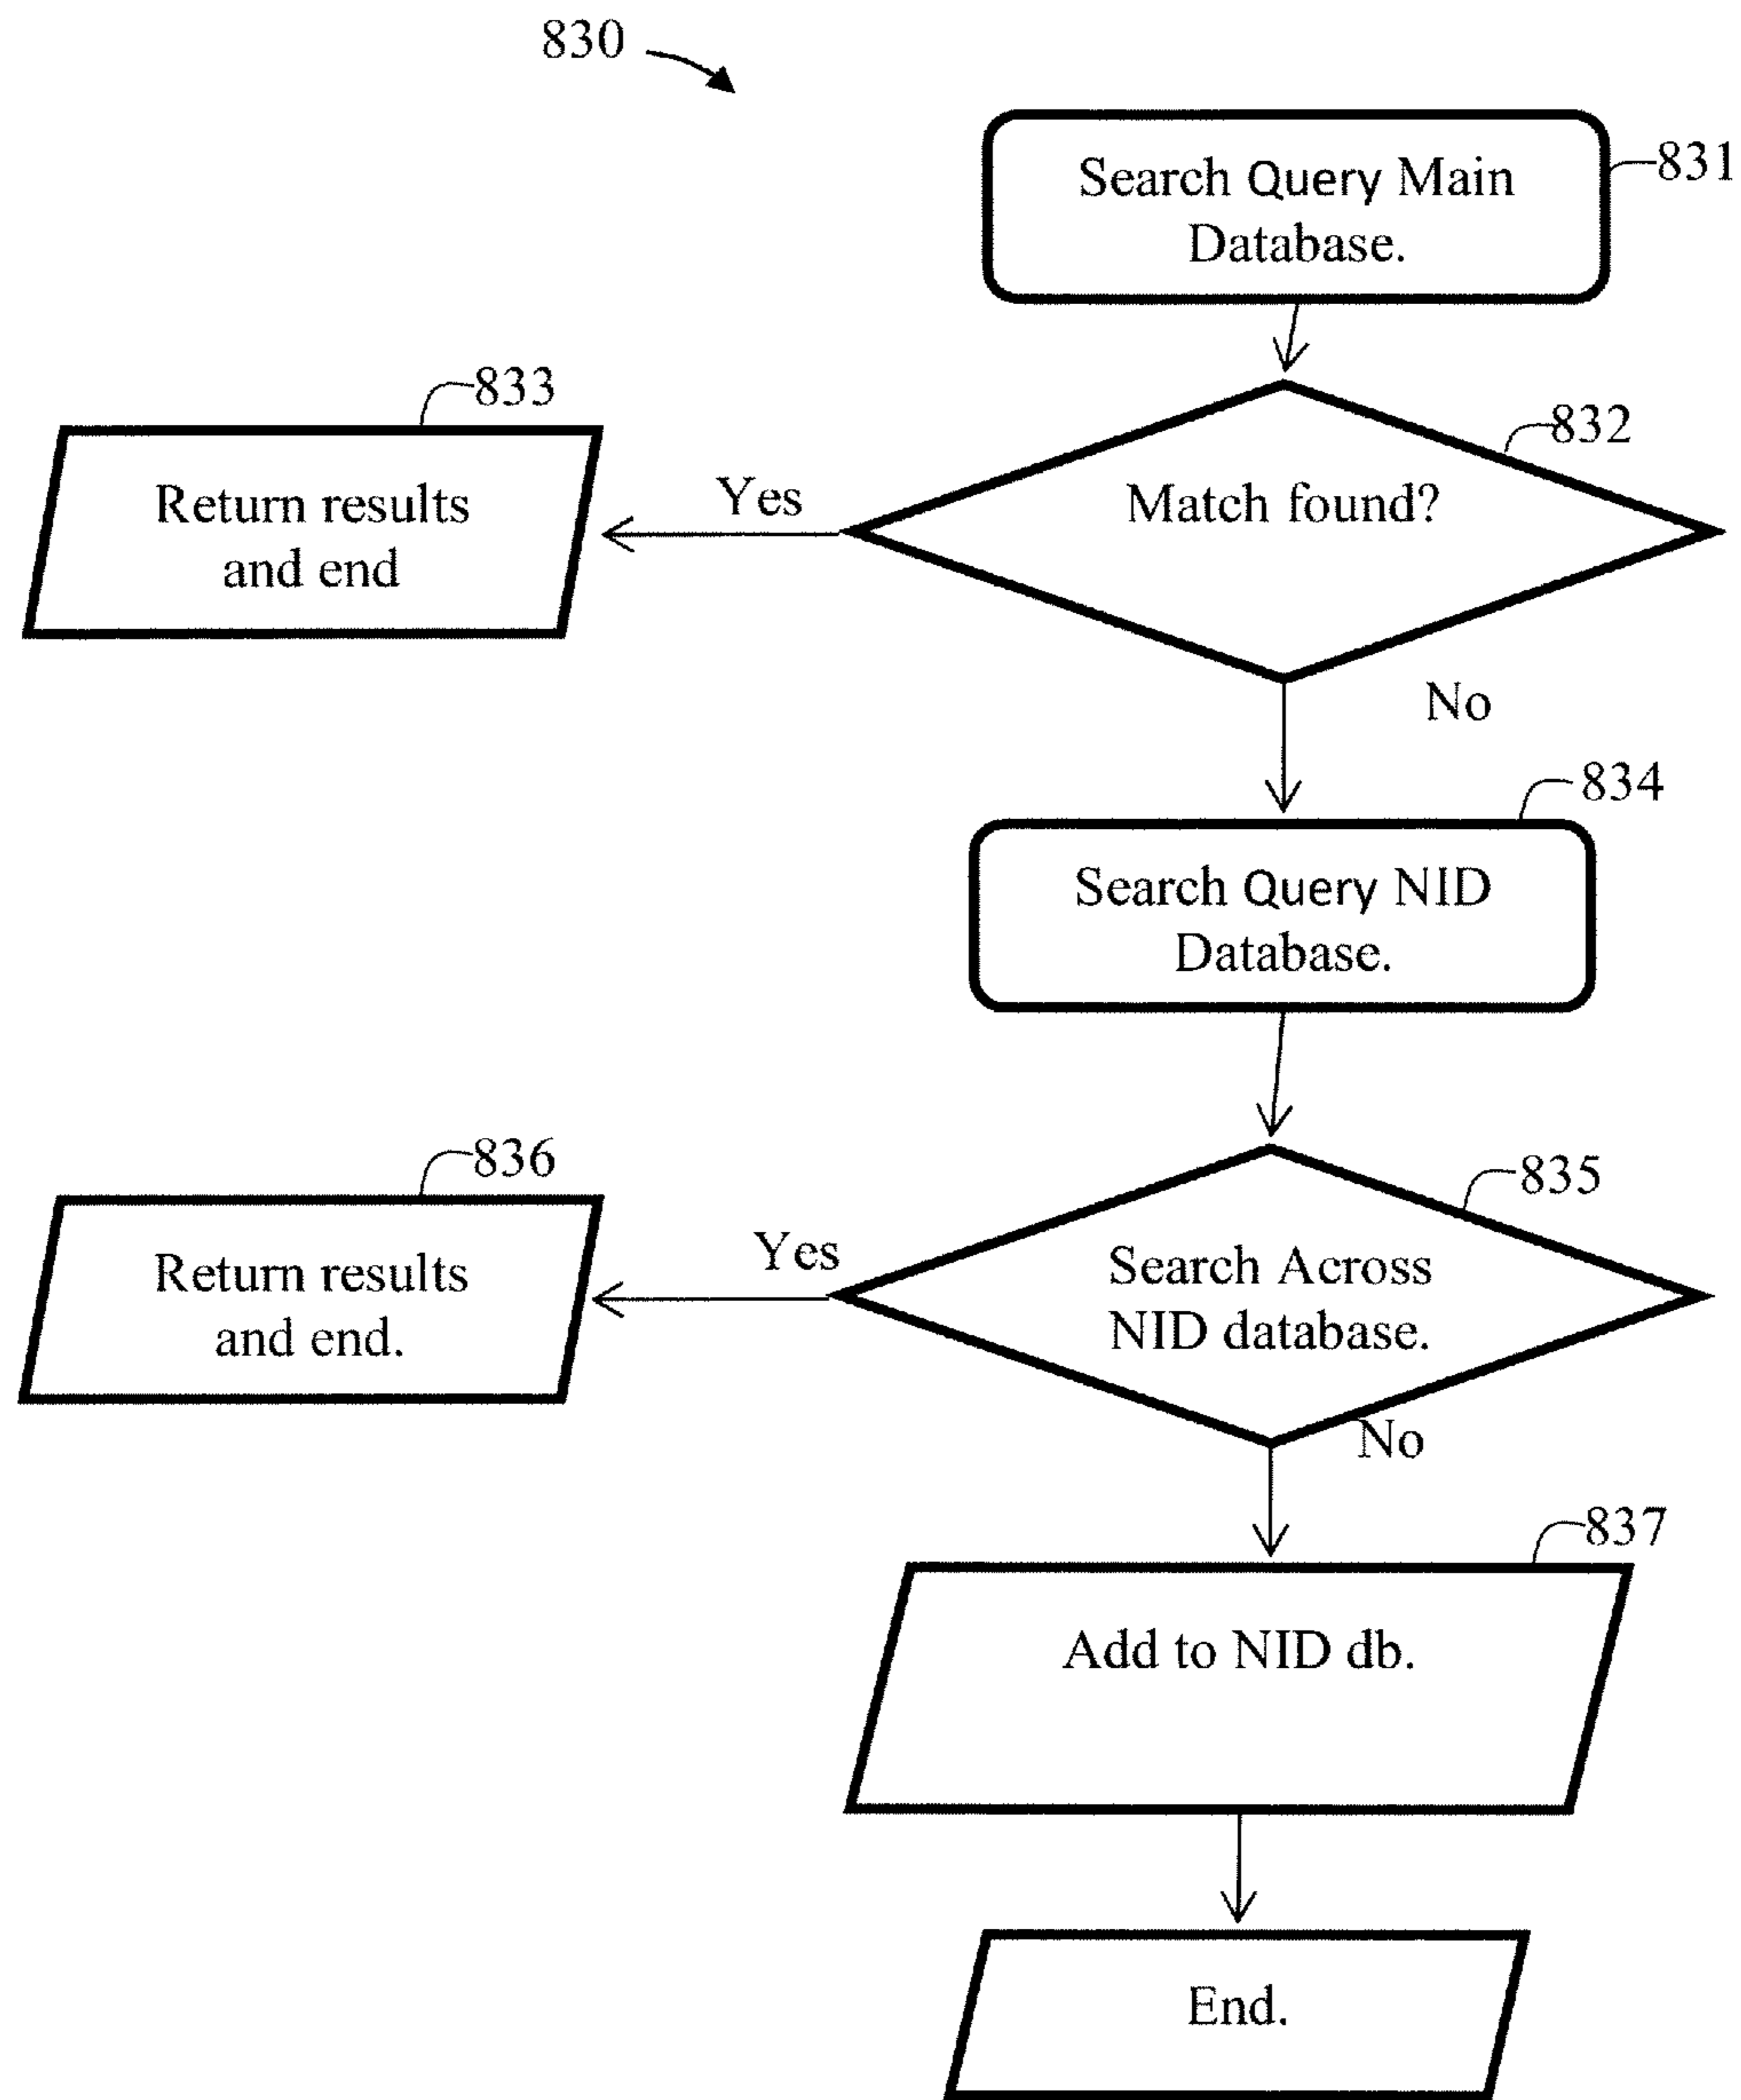 830
Search Query Main
Database.
831
833
Return results
and end
Yes
Match found?
832
No
834
Search Query NID
Database.
836
Return results
and end.
Yes
Search Across
NID database.
835
No
837
Add to NID db.
End.